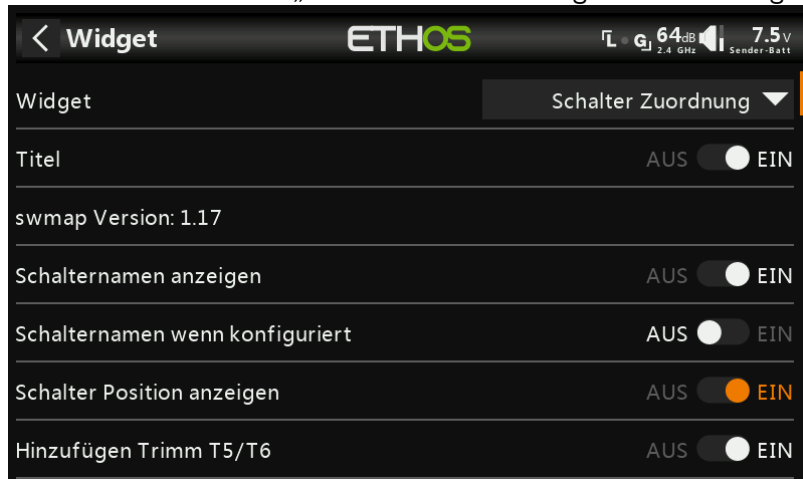 Widget ETHOS 64dB 2.4 GHz 7.5V Sender-Batt
Widget Schalter Zuordnung
Titel AUS EIN
swmap Version: 1.17
Schalternamen anzeigen AUS EIN
Schalternamen wenn konfiguriert AUS EIN
Schalter Position anzeigen AUS EIN
Hinzufügen Trimm T5/T6 AUS EIN